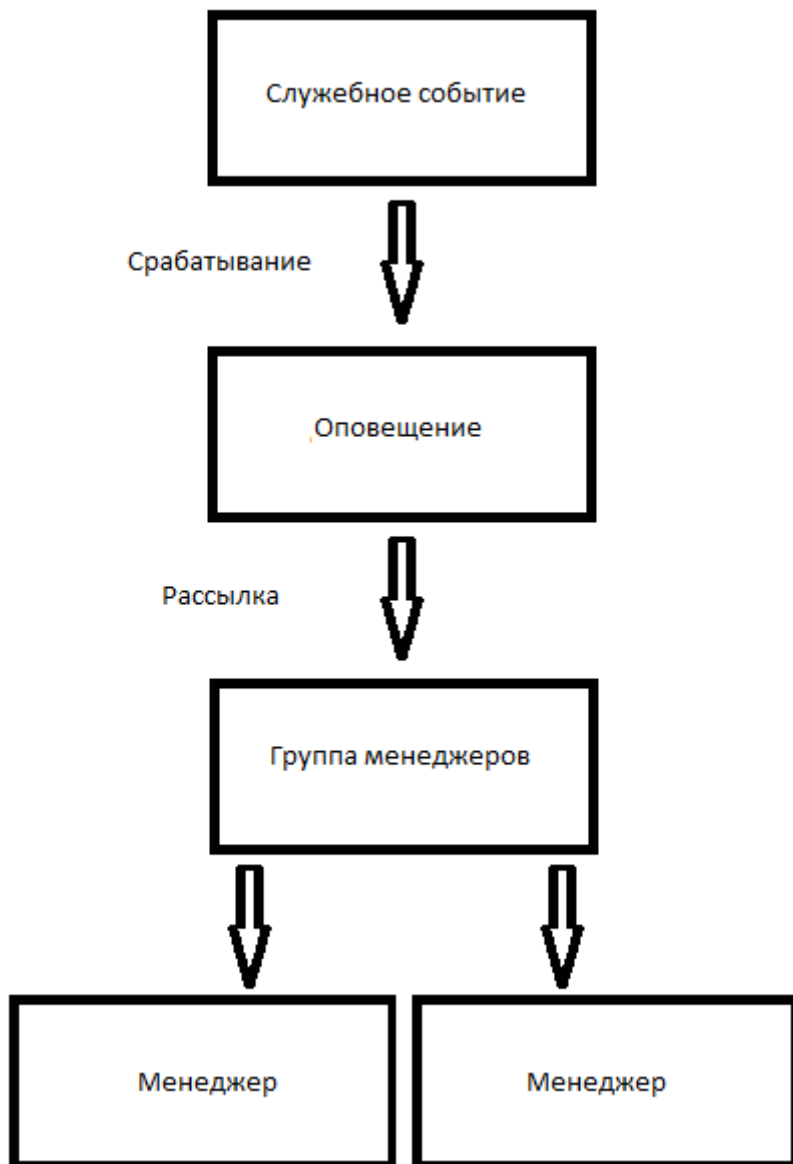 Служебное событие
Срабатывание
Оповещение
Рассылка
Группа менеджеров
Менеджер
Менеджер